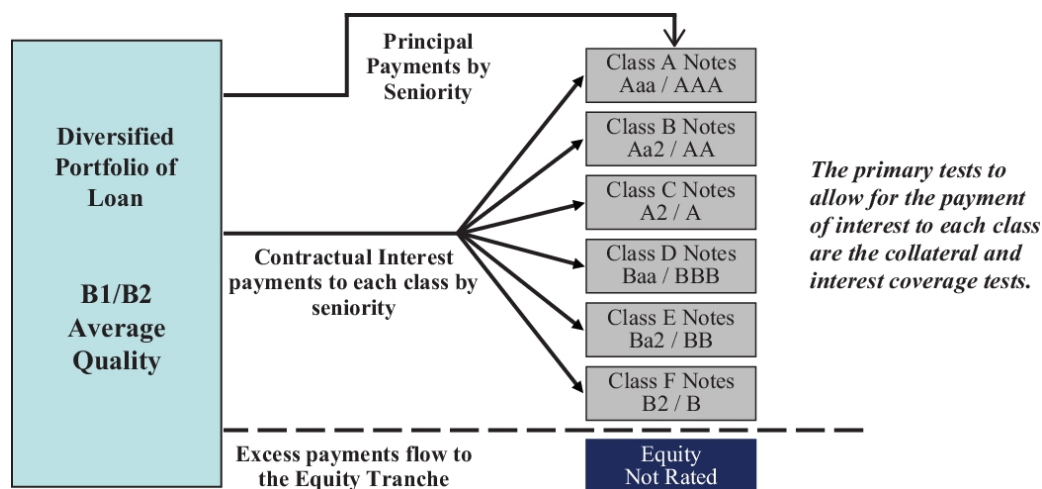 Diversified
Portfolio of
Loan
B1/B2
Average
Quality
Principal
Payments by
Seniority
Contractual Interest
payments to each class by
seniority
Excess payments flow to
the Equity Tranche
Class A Notes
Aaa / AAA
Class B Notes
Aa2 / AA
Class C Notes
A2 / A
Class D Notes
Baa / BBB
Class E Notes
Ba2 / BB
Class F Notes
B2 / B
Equity
Not Rated
The primary tests to
allow for the payment
of interest to each class
are the collateral and
interest coverage tests.